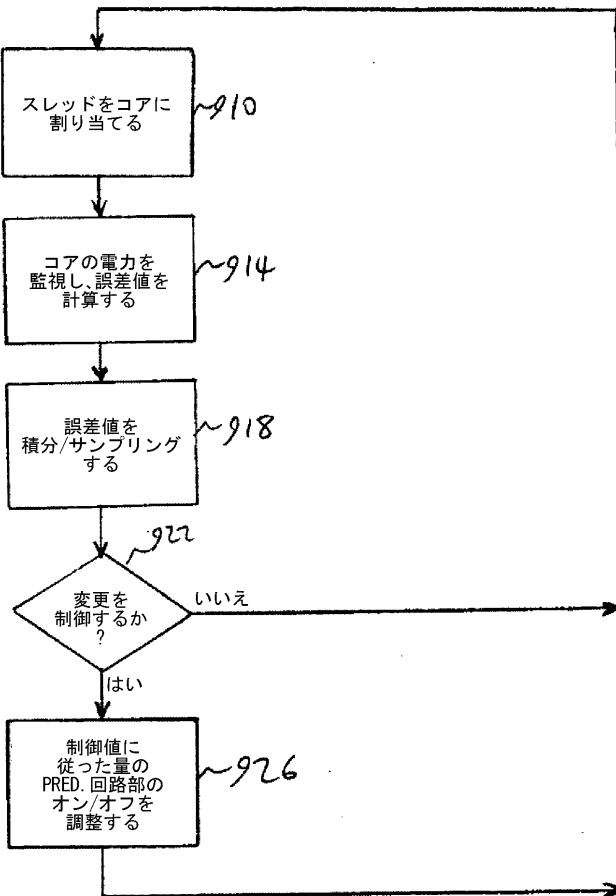 スレッドをコアに
割り当てる
910
コアの電力を
監視し、誤差値を
計算する
914
誤差値を
積分/サンプリング
する
918
922
変更を
制御するか
?
いいえ
はい
制御値に
従った量の
PRED. 回路部の
オン/オフを
調整する
926